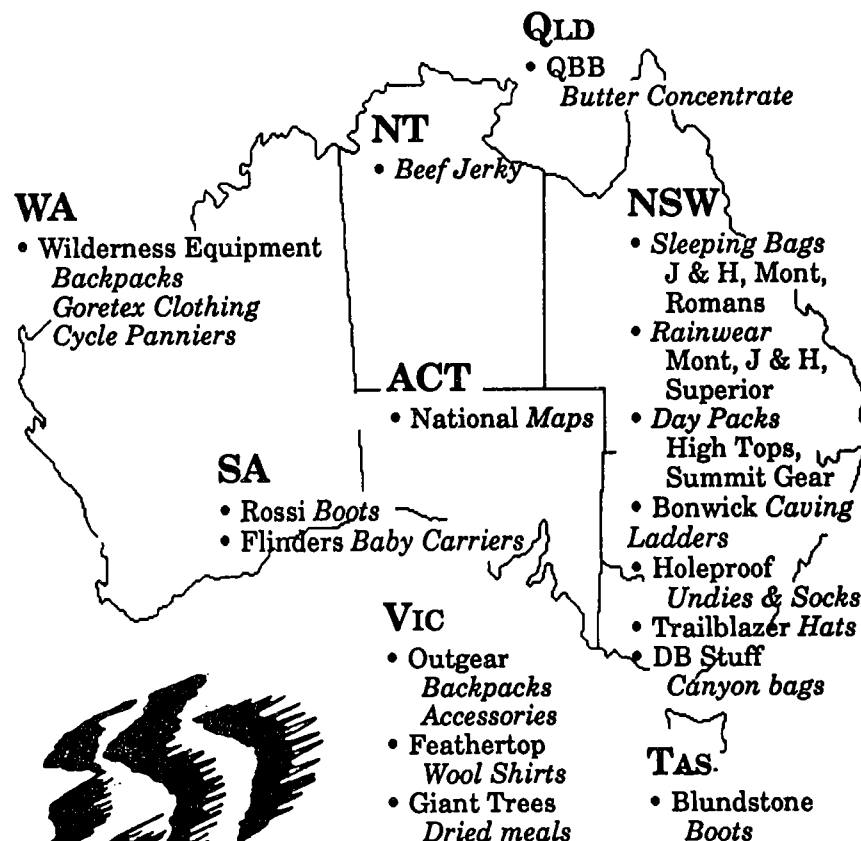 QLD
• QBB
Butter Concentrate
NT
• Beef Jerky
WA
• Wilderness Equipment
Backpacks
Goretex Clothing
Cycle Panniers
NSW
• Sleeping Bags
J & H, Mont,
Romans
• Rainwear
Mont, J & H,
Superior
• Day Packs
High Tops,
Summit Gear
• Bonwick Caving
Ladders
• Holeproof
Undies & Socks
• Trailblazer Hats
• DB Stuff
Canyon bags
ACT
• National Maps
SA
• Rossi Boots
• Flinders Baby Carriers
VIC
• Outgear
Backpacks
Accessories
• Feathertop
Wool Shirts
• Giant Trees
Dried meals
TAS.
• Blundstone
Boots